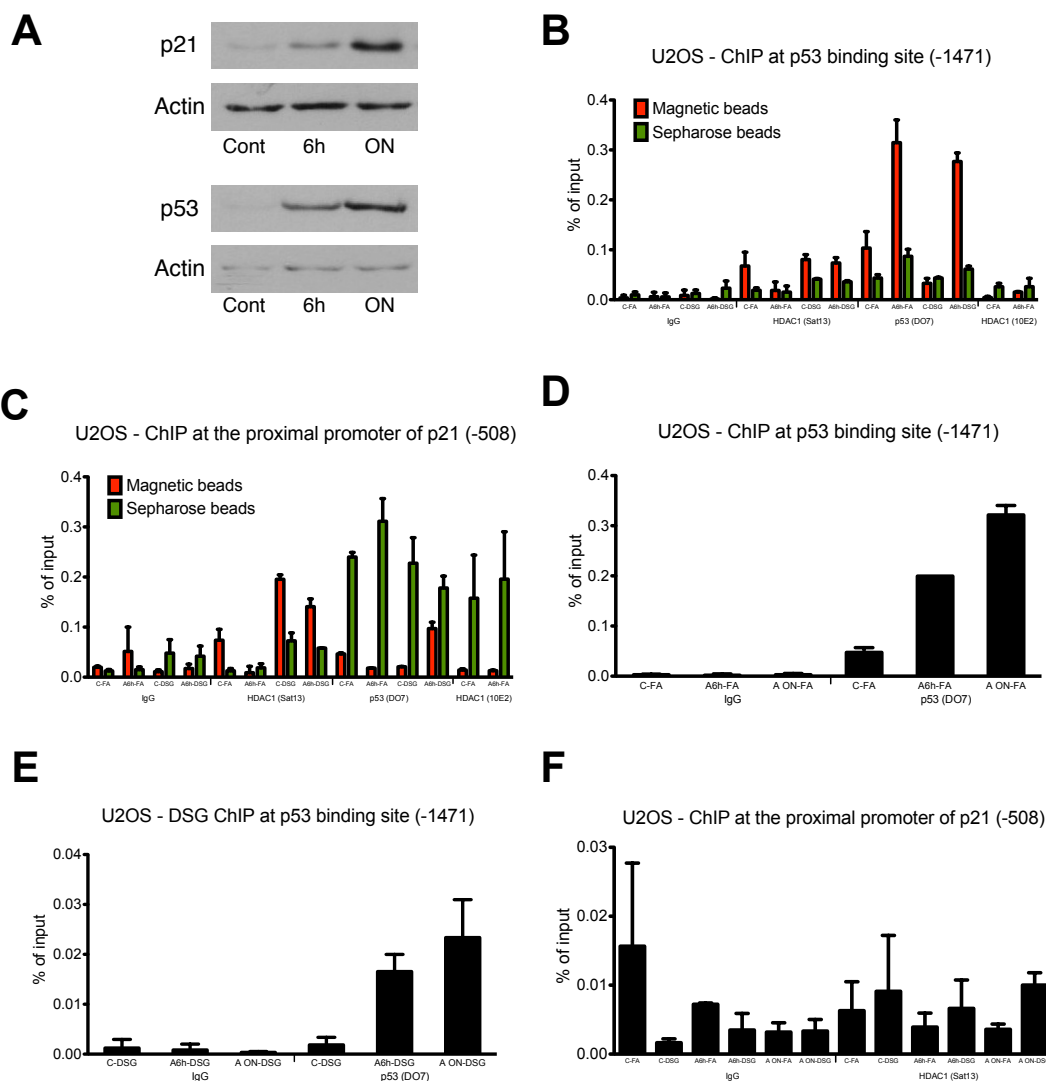 A
p21
Actin
Cont 6h ON
p53
Actin
Cont 6h ON
B
U2OS - ChIP at p53 binding site (-1471)
Magnetic beads
Sepharose beads
% of input
0.4
0.3
0.2
0.1
0.0
C-FA A6h-FA C-DSG A6h-DSG C-FA A6h-FA C-DSG A6h-DSG C-FA A6h-FA C-DSG A6h-DSG C-FA A6h-FA
IgG HDAC1 (Sat13) p53 (DO7) HDAC1 (10E2)
C
U2OS - ChIP at the proximal promoter of p21 (-508)
Magnetic beads
Sepharose beads
% of input
0.4
0.3
0.2
0.1
0.0
C-FA A6h-FA C-DSG A6h-DSG C-FA A6h-FA C-DSG A6h-DSG C-FA A6h-FA C-DSG A6h-DSG C-FA A6h-FA
IgG HDAC1 (Sat13) p53 (DO7) HDAC1 (10E2)
D
U2OS - ChIP at p53 binding site (-1471)
% of input
0.4
0.3
0.2
0.1
0.0
C-FA A6h-FA A ON-FA C-FA A6h-FA A ON-FA
IgG p53 (DO7)
E
U2OS - DSG ChIP at p53 binding site (-1471)
% of input
0.04
0.03
0.02
0.01
0.00
C-DSG A6h-DSG A ON-DSG C-DSG A6h-DSG A ON-DSG
IgG p53 (DO7)
F
U2OS - ChIP at the proximal promoter of p21 (-508)
% of input
0.03
0.02
0.01
0.00
C-FA C-DSG A6h-FA A6h-DSG A ON-FA A ON-DSG C-FA C-DSG A6h-FA A6h-DSG A ON-FA A ON-DSG
IgG HDAC1 (Sat13)